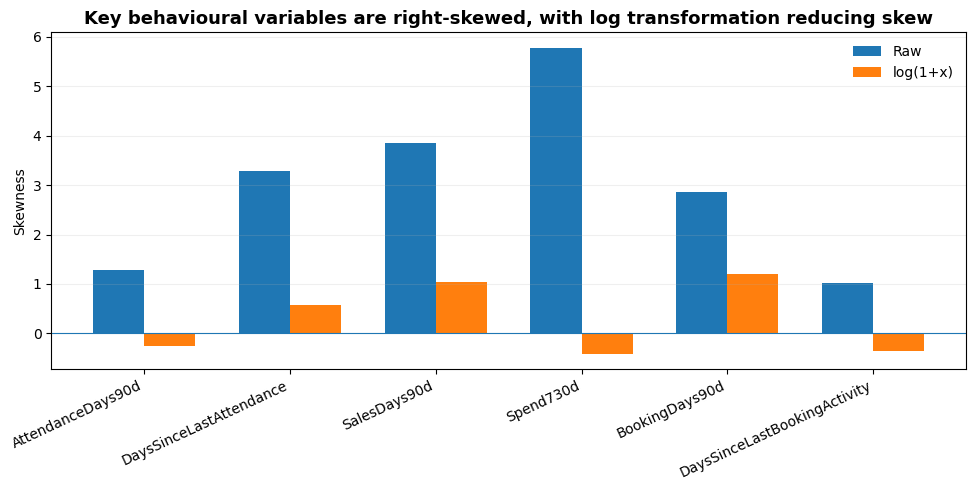 Key behavioural variables are right-skewed, with log transformation reducing skew
Raw
log(1+x)
Skewness
6
5
4
3
2
1
0
AttendanceDays90d
DaysSinceLastAttendance
SalesDays90d
Spend730d
BookingDays90d
DaysSinceLastBookingActivity